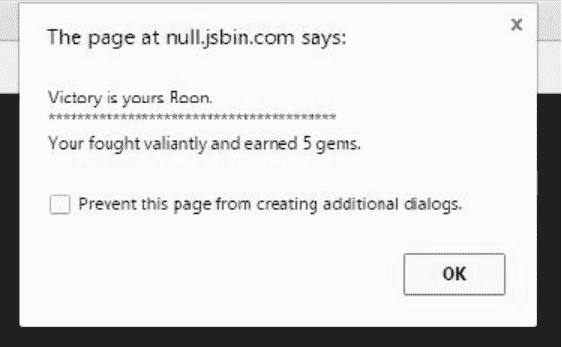 The page at null.jsbin.com says:
x
Victory is yours Roon.
****************************************
Your fought valiantly and earned 5 gems.
Prevent this page from creating additional dialogs.
OK